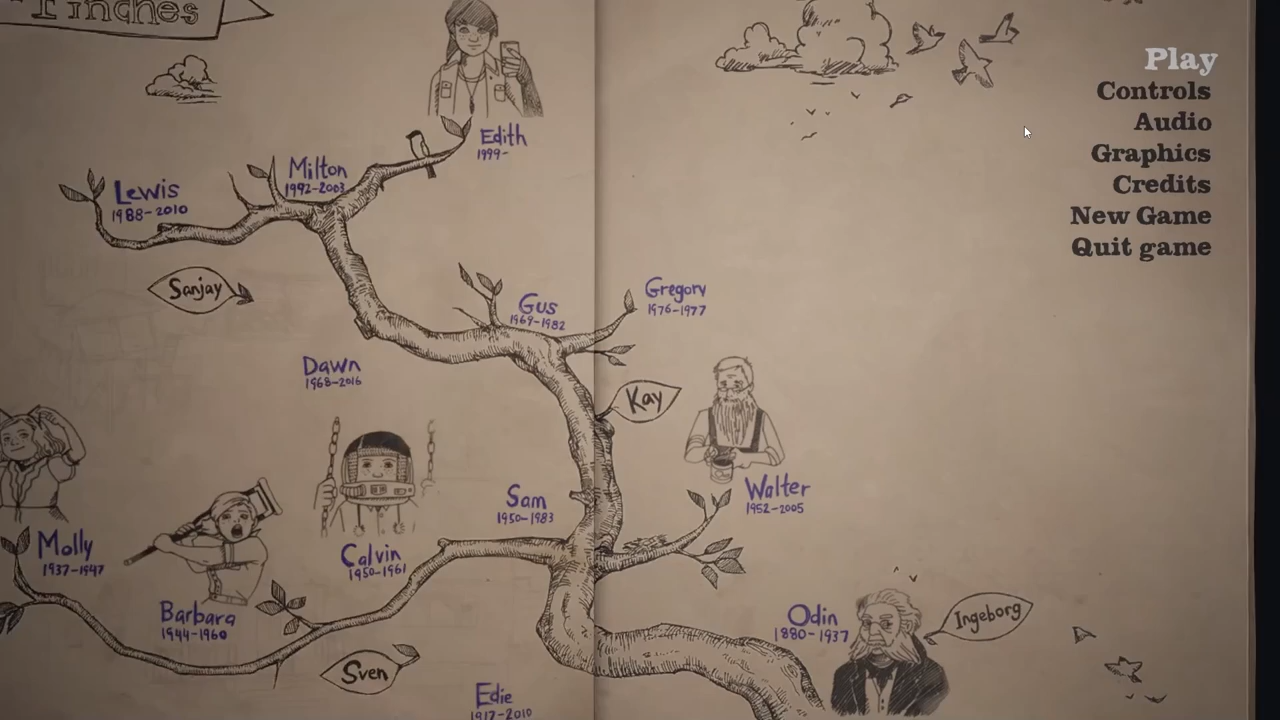 Finches
Play
Controls
Audio
Graphics
Credits
New Game
Quit game
Edith
1999-
Milton
1992-2003
Lewis
1988-2010
Sanjay
Gus
1969-1982
Gregory
1976-1977
Dawn
1968-2016
Kay
Walter
1952-2005
Sam
1950-1983
Molly
1937-1947
Calvin
1950-1961
Barbara
1944-1960
Odin
1880-1937
Ingeborg
Sven
Edie
1917-2010